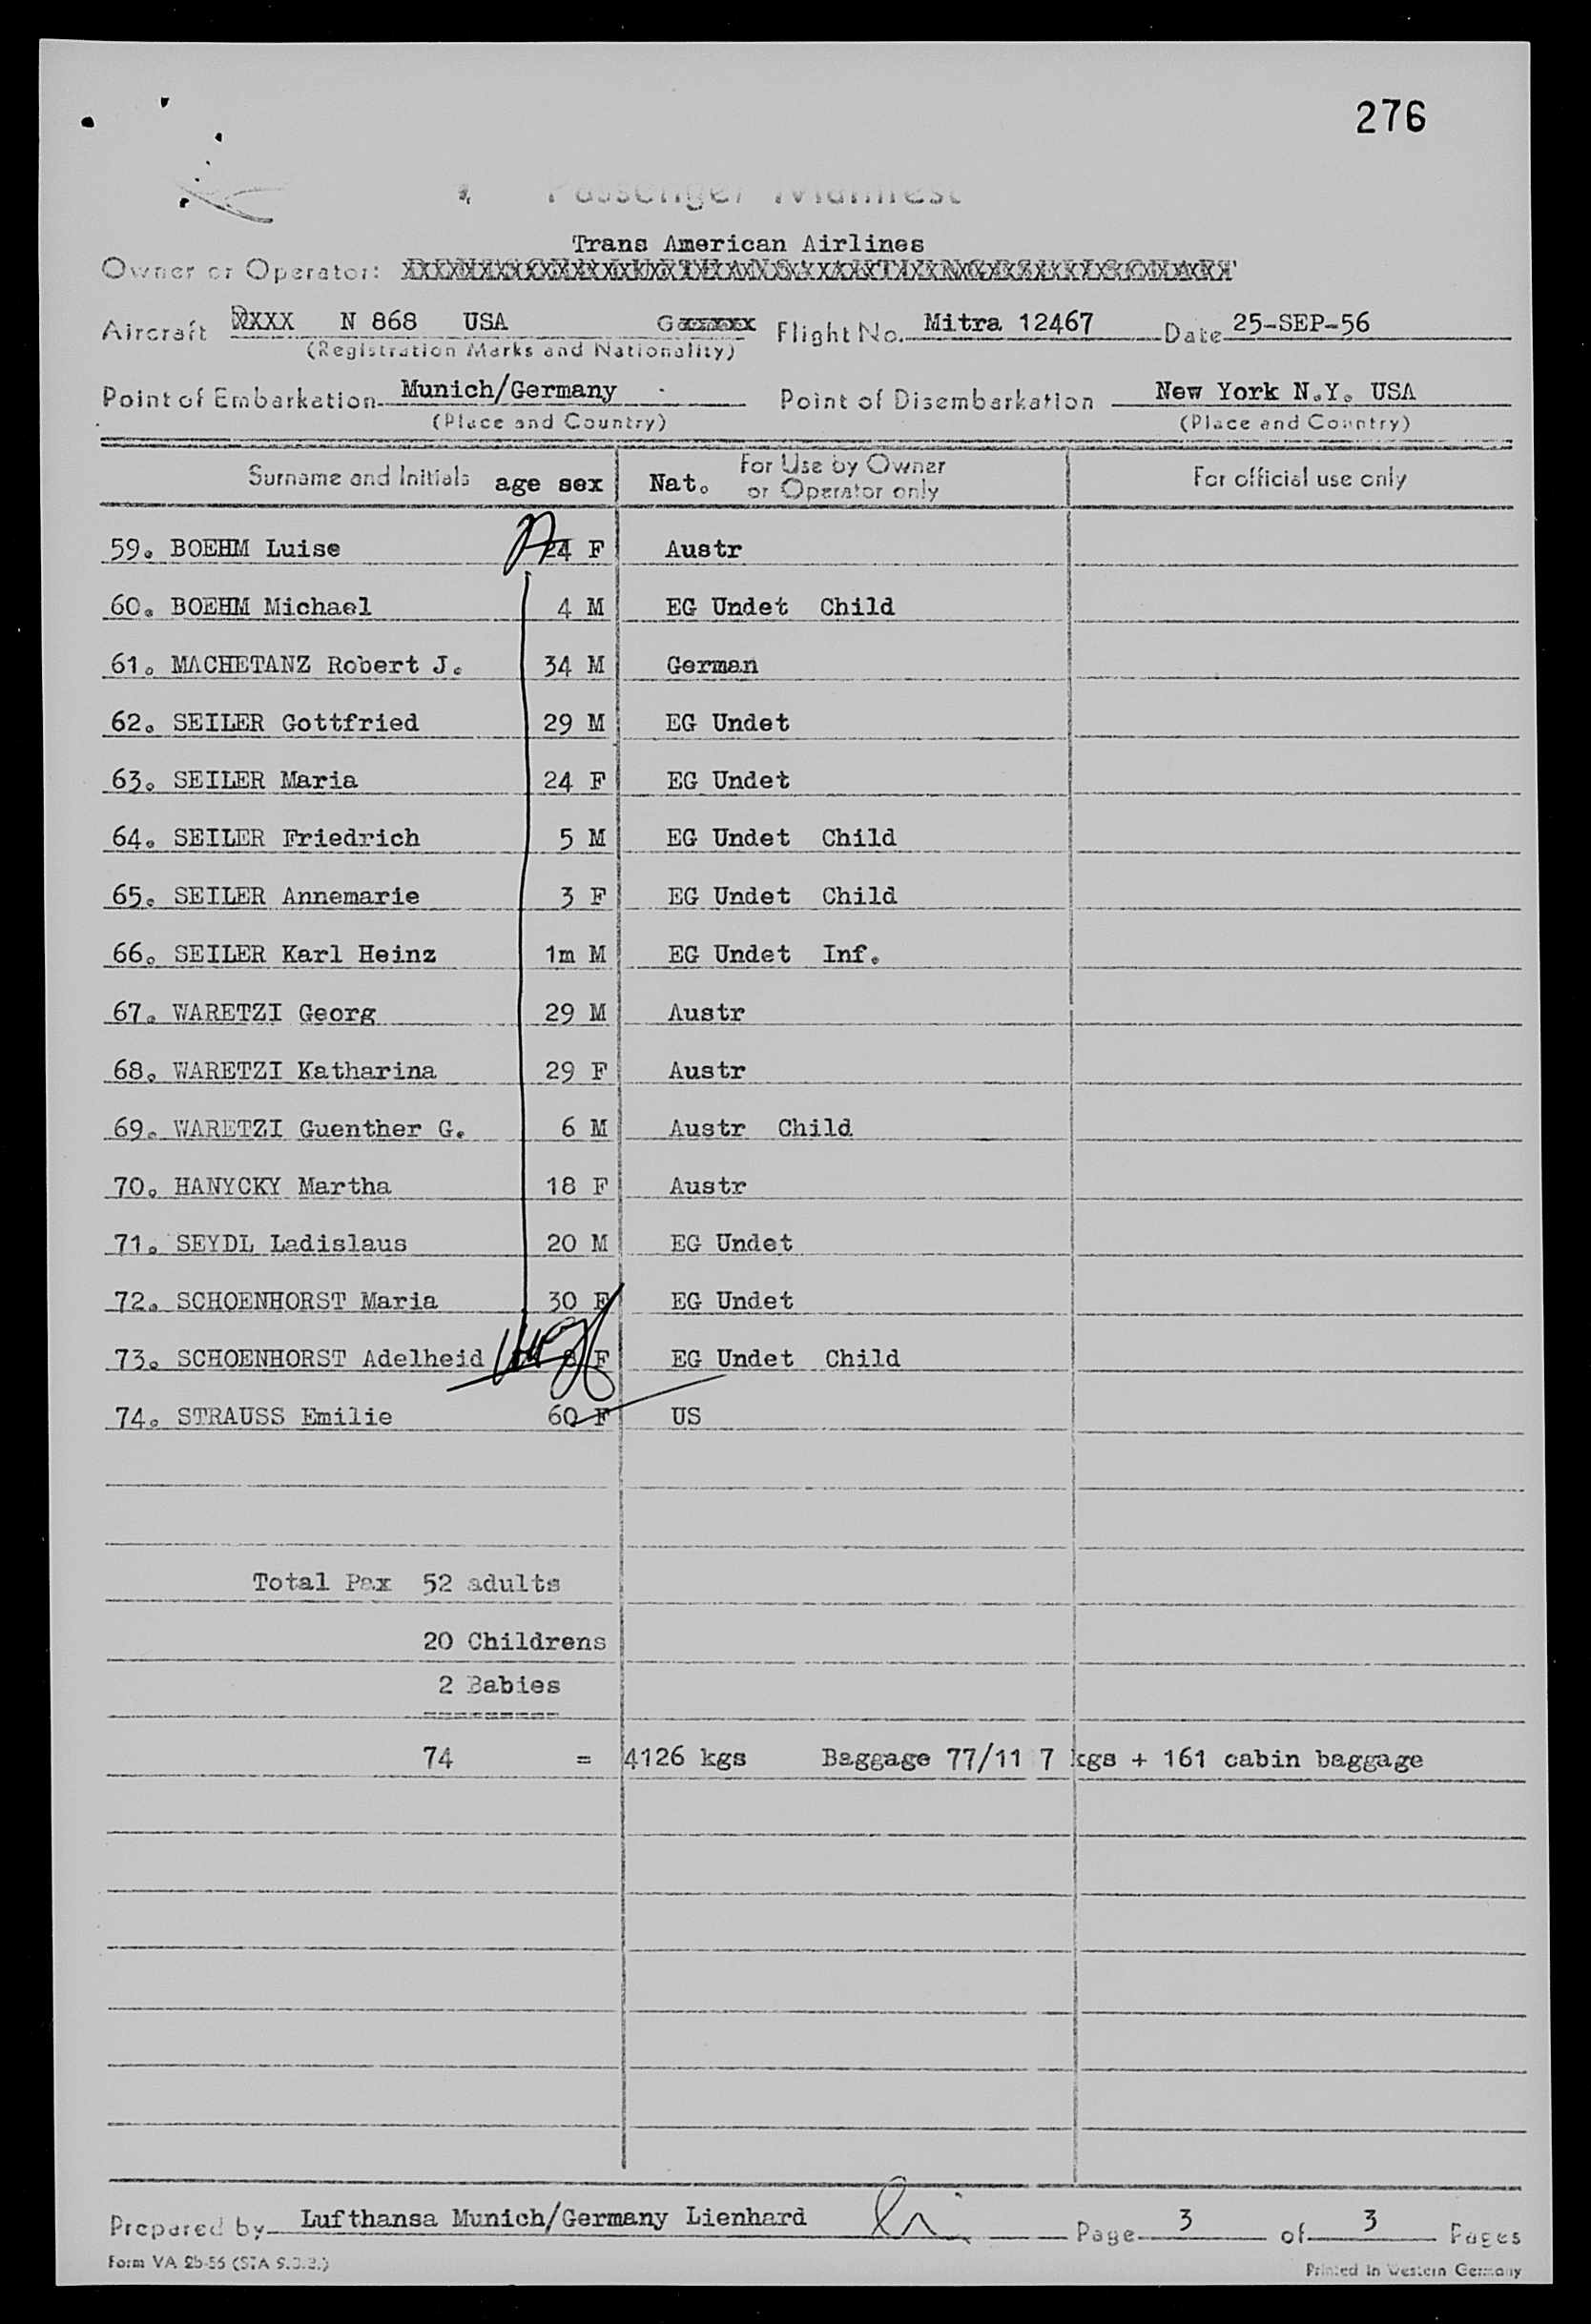 276
Passenger Manifest
Trans American Airlines
Owner or Operator:
Aircraft XXXX N 868 USA Flight No. Mitra 12467 Date 25-SEP-56
(Registration Marks and Nationality)
Point of Embarkation Munich/Germany Point of Disembarkation New York N.Y. USA
(Place and Country) (Place and Country)
Surname and Initials age sex Nat. For Use by Owner or Operator only For official use only
59. BOEHM Luise 24 F Austr
60. BOEHM Michael 4 M EG Undet Child
61. MACHETANZ Robert J. 34 M German
62. SEILER Gottfried 29 M EG Undet
63. SEILER Maria 24 F EG Undet
64. SEILER Friedrich 5 M EG Undet Child
65. SEILER Annemarie 3 F EG Undet Child
66. SEILER Karl Heinz 1m M EG Undet Inf.
67. WARETZI Georg 29 M Austr
68. WARETZI Katharina 29 F Austr
69. WARETZI Guenther G. 6 M Austr Child
70. HANYCKY Martha 18 F Austr
71. SEYDL Ladislaus 20 M EG Undet
72. SCHOENHORST Maria 30 F EG Undet
73. SCHOENHORST Adelheid F EG Undet Child
74. STRAUSS Emilie 60 F US
Total Pax 52 adults
20 Childrens
2 Babies
74 = 4126 kgs Baggage 77/11 7 kgs + 161 cabin baggage
Prepared by Lufthansa Munich/Germany Lienhard Page 3 of 3 Pages
Form VA 2b-56 Printed in Western Germany